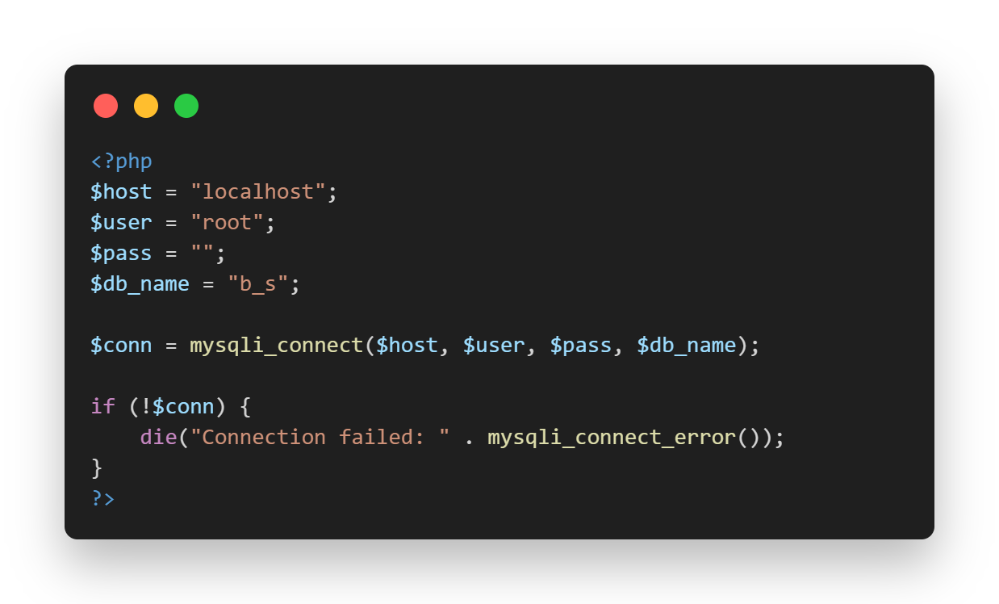 <?php
$host = "localhost";
$user = "root";
$pass = "";
$db_name = "b_s";

$conn = mysqli_connect($host, $user, $pass, $db_name);

if (!$conn) {
    die("Connection failed: " . mysqli_connect_error());
}
?>